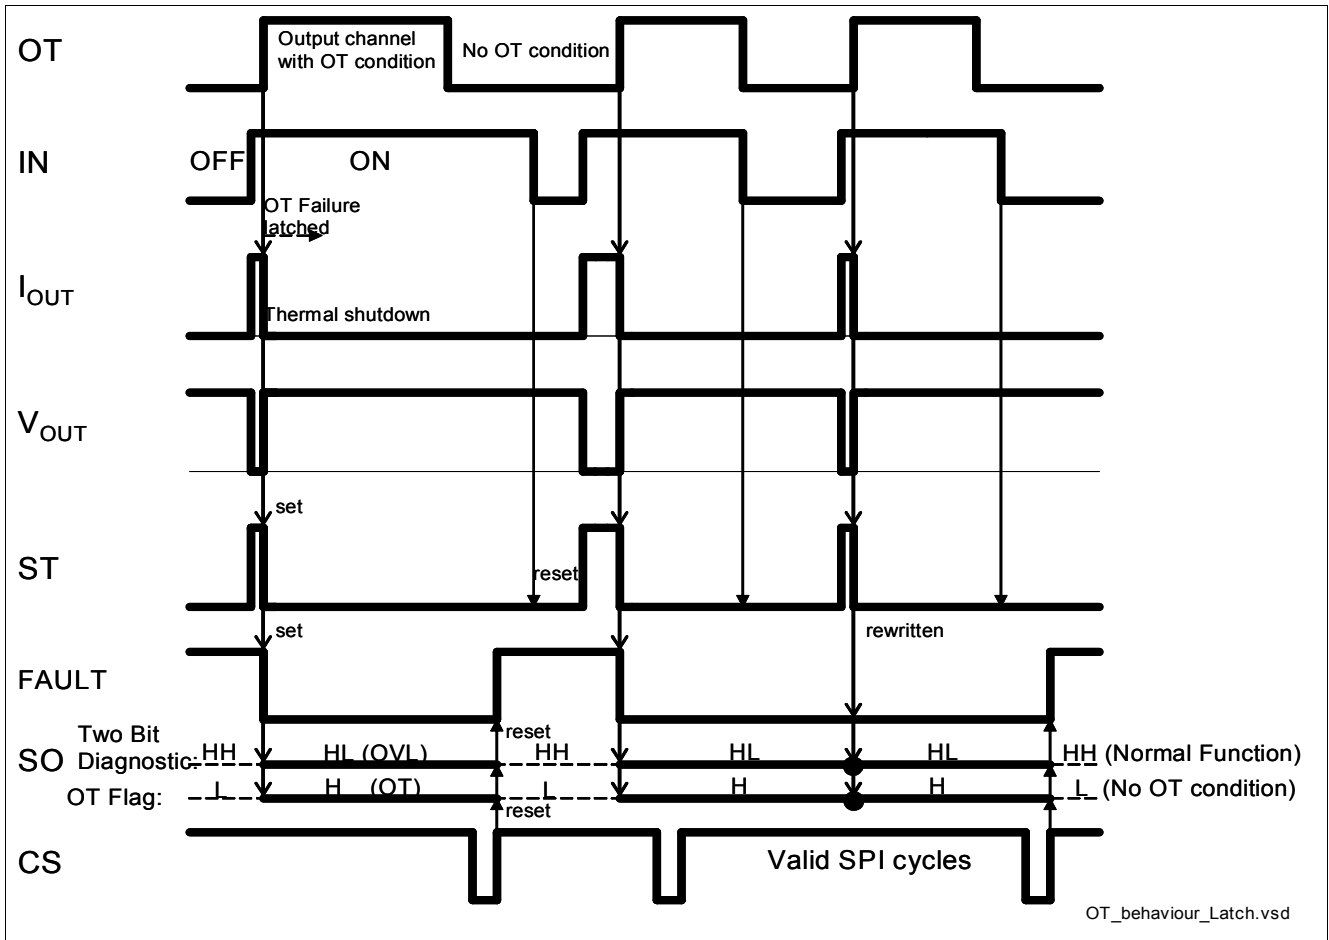 OT
Output channel
with OT condition
No OT condition
IN
OFF
ON
OT Failure
latched
IOUT
Thermal shutdown
VOUT
set
ST
reset
set
rewritten
FAULT
reset
Two Bit
Diagnostic:
SO
HH
HL (OVL)
HH
HL
HL
HH (Normal Function)
OT Flag:
L
H (OT)
L
H
H
L (No OT condition)
reset
CS
Valid SPI cycles
OT_behaviour_Latch.vsd